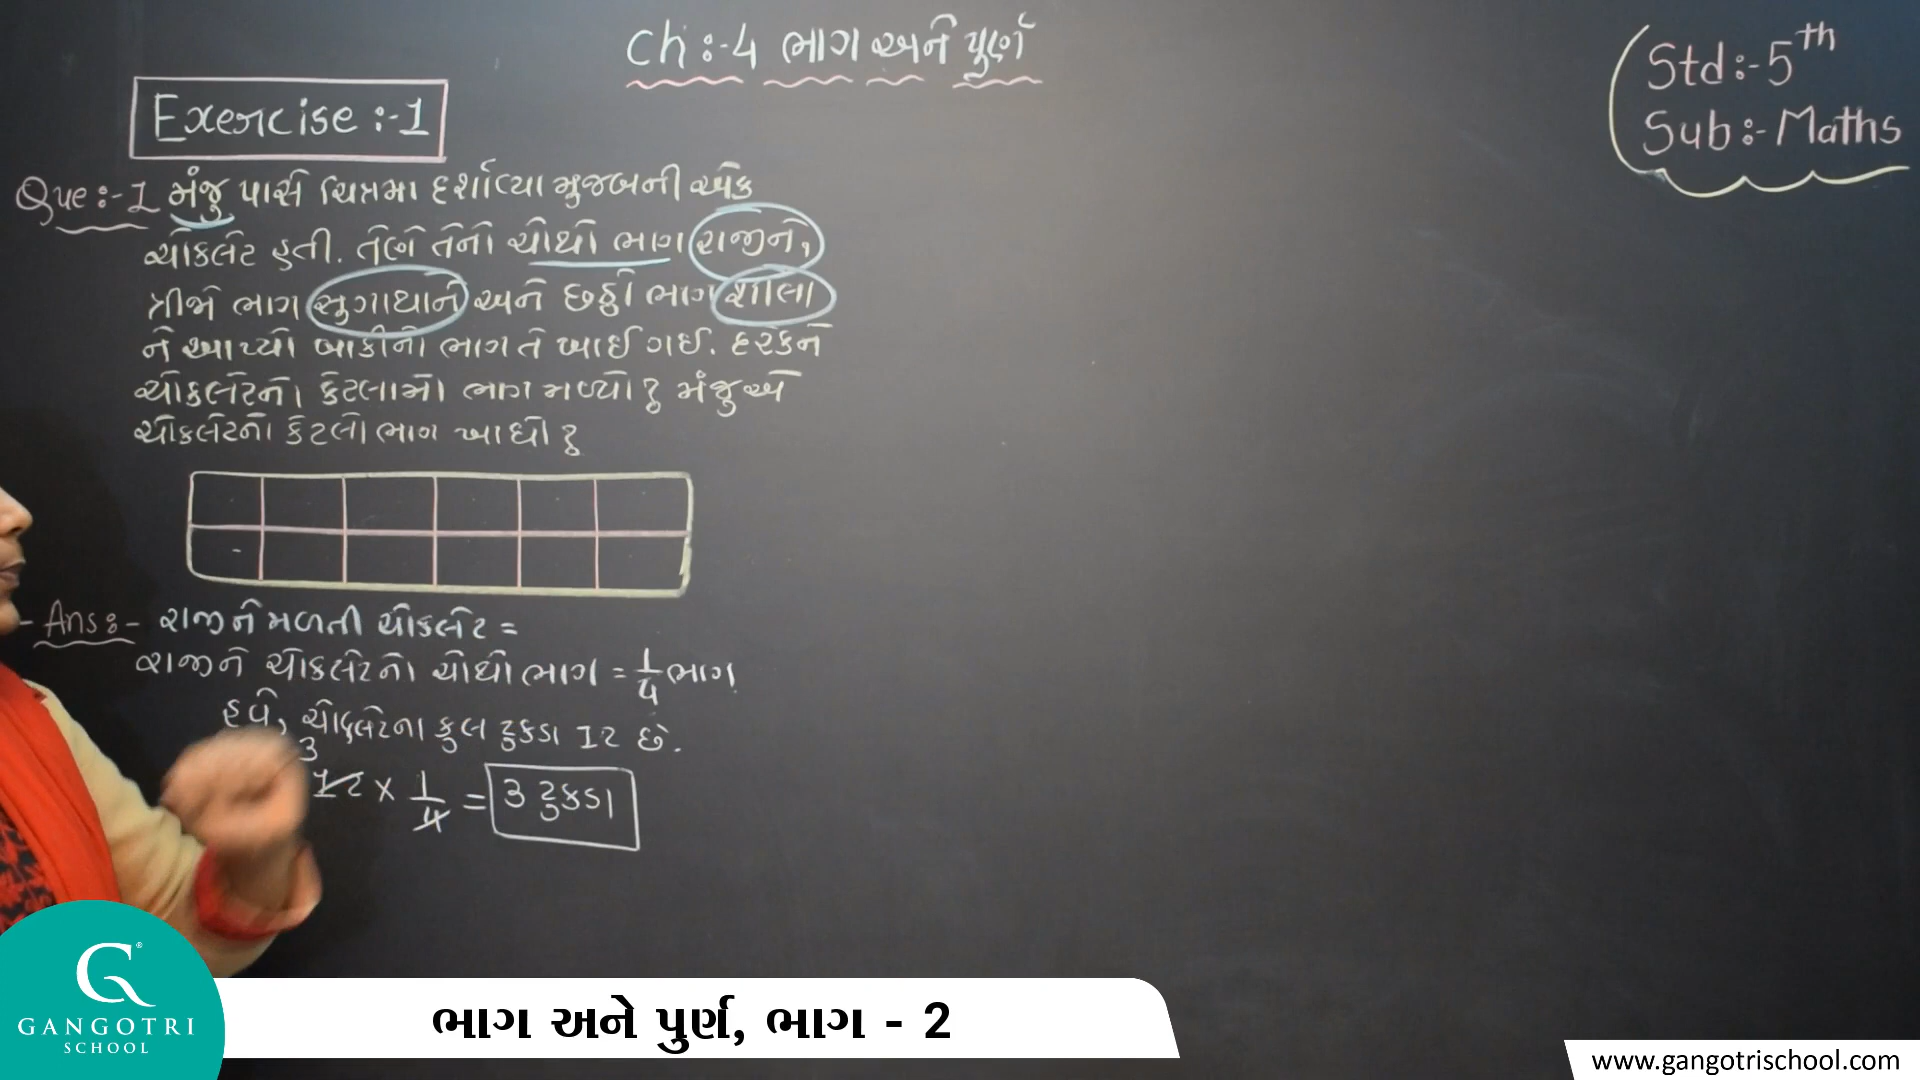 Ch:-4 ભાગ અને પુર્ણ
Std:-5th
Sub:-Maths
Exercise:-1
Que:-1 મંજુ પાસે ચિત્રમા દર્શાવ્યા મુજબની એક
ચોકલેટ હતી. તેણે તેનો ચોથો ભાગ રાજીને,
ત્રીજો ભાગ સુગાથાને અને છઠ્ઠો ભાગ શીલા
ને આપ્યો બાકીનો ભાગ તે ખાઈ ગઈ. દરેકને
ચોકલેટનો કેટલામો ભાગ મળ્યો? મંજુએ
ચોકલેટનો કેટલો ભાગ ખાધો?
Ans:- રાજીને મળતી ચોકલેટ =
રાજીને ચોકલેટનો ચોથો ભાગ = 1/4 ભાગ
હવે, ચોકલેટના કુલ ટુકડા 12 છે.
3
12 × 1/4 = 3 ટુકડા
GANGOTRI
SCHOOL
ભાગ અને પુર્ણ, ભાગ - 2
www.gangotrischool.com